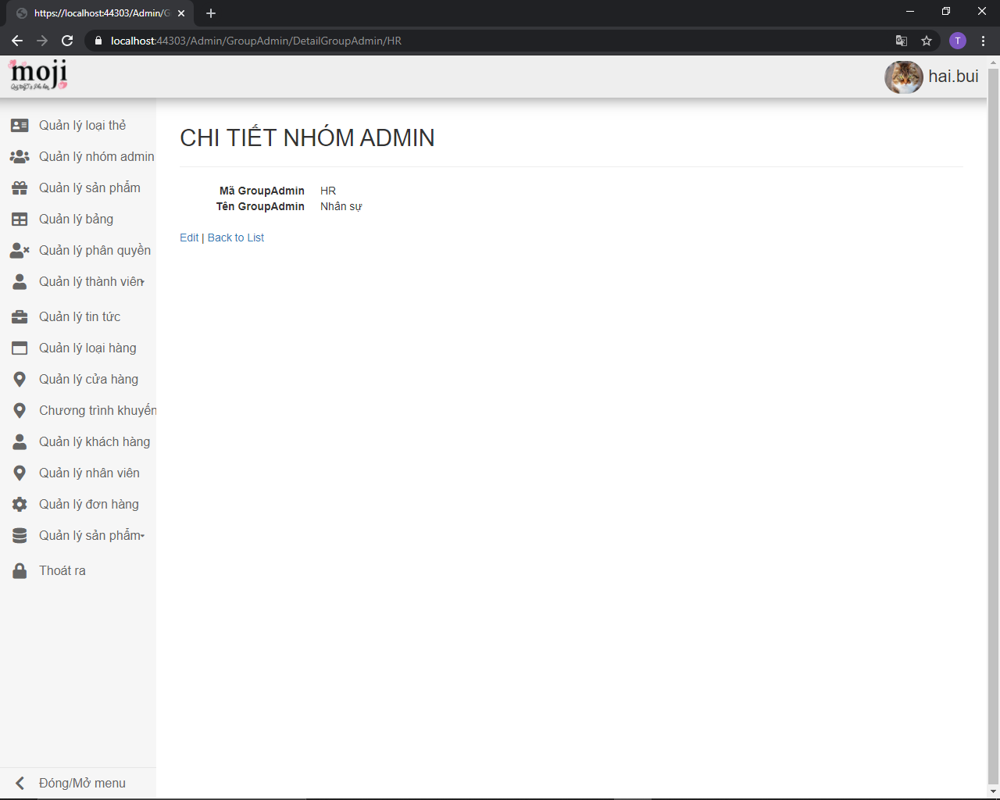 https://localhost:44303/Admin/G
localhost:44303/Admin/GroupAdmin/DetailGroupAdmin/HR
T
moji
hai.bui
Quản lý loại thẻ
Quản lý nhóm admin
Quản lý sản phẩm
Quản lý bảng
Quản lý phân quyền
Quản lý thành viên
Quản lý tin tức
Quản lý loại hàng
Quản lý cửa hàng
Chương trình khuyến
Quản lý khách hàng
Quản lý nhân viên
Quản lý đơn hàng
Quản lý sản phẩm
Thoát ra
Đóng/Mở menu
CHI TIẾT NHÓM ADMIN
Mã GroupAdmin HR
Tên GroupAdmin Nhân sự
Edit | Back to List